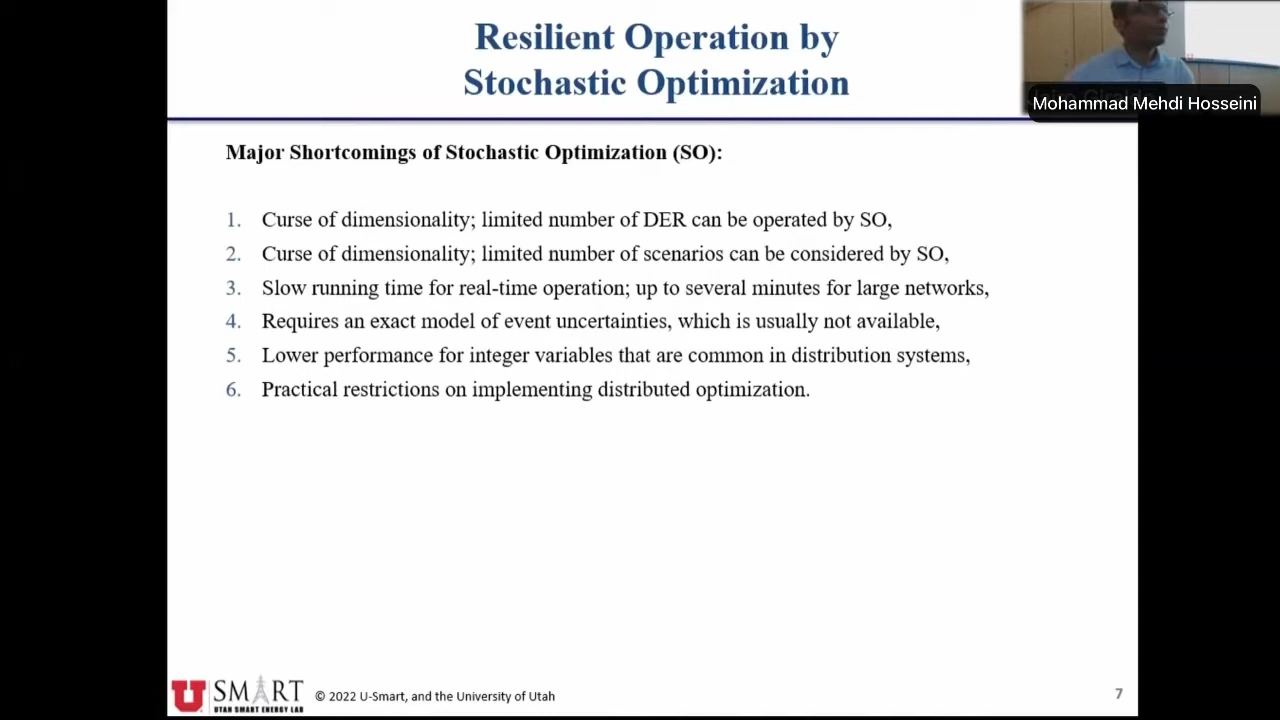 Resilient Operation by
Stochastic Optimization
Mohammad Mehdi Hosseini
Major Shortcomings of Stochastic Optimization (SO):
1. Curse of dimensionality; limited number of DER can be operated by SO,
2. Curse of dimensionality; limited number of scenarios can be considered by SO,
3. Slow running time for real-time operation; up to several minutes for large networks,
4. Requires an exact model of event uncertainties, which is usually not available,
5. Lower performance for integer variables that are common in distribution systems,
6. Practical restrictions on implementing distributed optimization.
U SMART
UTAH SMART ENERGY LAB
© 2022 U-Smart, and the University of Utah
7